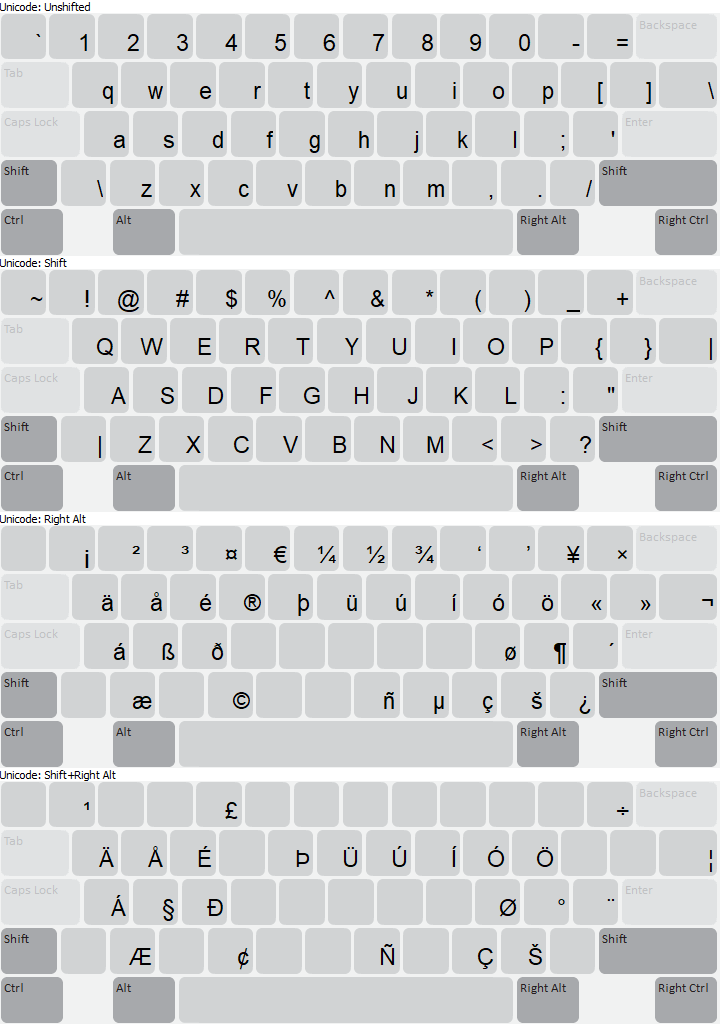 Unicode: Unshifted
` 1 2 3 4 5 6 7 8 9 0 - = Backspace
Tab q w e r t y u i o p [ ] \
Caps Lock a s d f g h j k l ; ' Enter
Shift \ z x c v b n m , . / Shift
Ctrl Alt Right Alt Right Ctrl
Unicode: Shift
~ ! @ # $ % ^ & * ( ) _ + Backspace
Tab Q W E R T Y U I O P { } |
Caps Lock A S D F G H J K L : " Enter
Shift | Z X C V B N M < > ? Shift
Ctrl Alt Right Alt Right Ctrl
Unicode: Right Alt
¡ ² ³ ¤ € ¼ ½ ¾ ‘ ’ ¥ × Backspace
Tab ä å é ® þ ü ú í ó ö « » ¬
Caps Lock á ß ð ø ¶ ´ Enter
Shift æ © ñ µ ç š ¿ Shift
Ctrl Alt Right Alt Right Ctrl
Unicode: Shift+Right Alt
¹ £ ÷ Backspace
Tab Ä Å É Þ Ü Ú Í Ó Ö ¦
Caps Lock Á § Ð Ø ° ¨ Enter
Shift Æ ¢ Ñ Ç Š Shift
Ctrl Alt Right Alt Right Ctrl